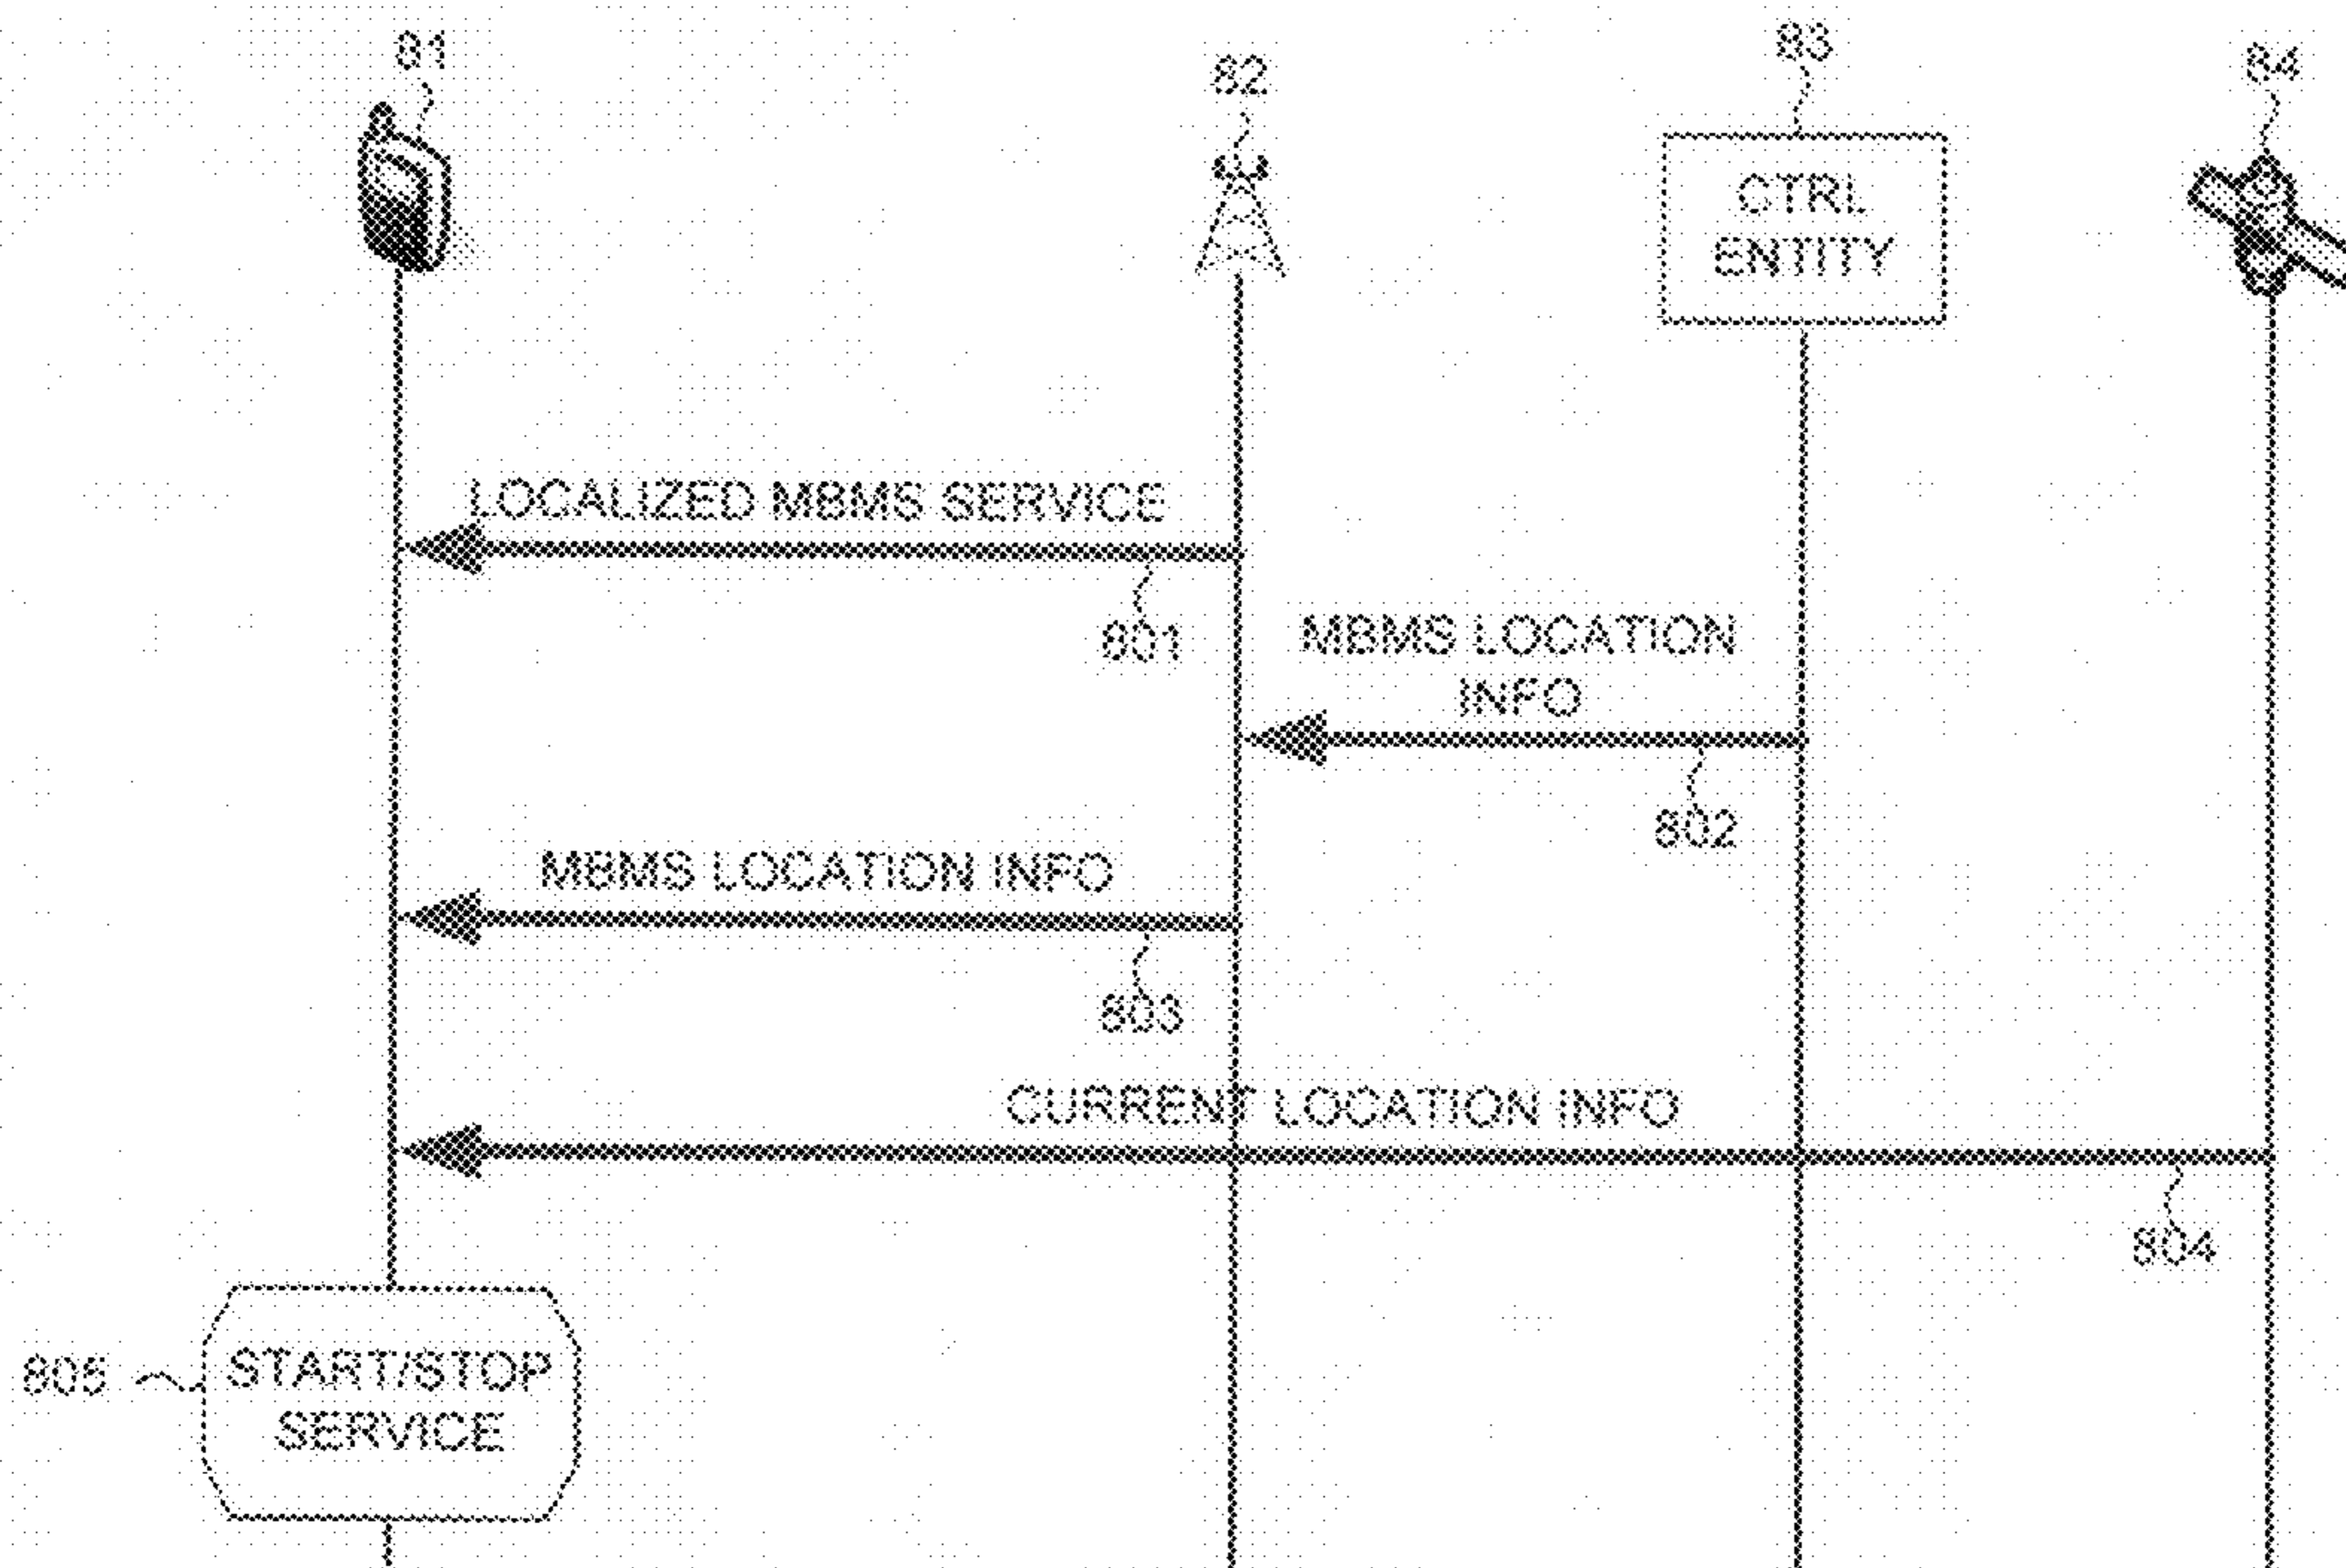 81
82
83
84
CTRL
ENTITY
LOCALIZED MBMS SERVICE
801
MBMS LOCATION
INFO
802
MBMS LOCATION INFO
803
CURRENT LOCATION INFO
804
805
START/STOP
SERVICE